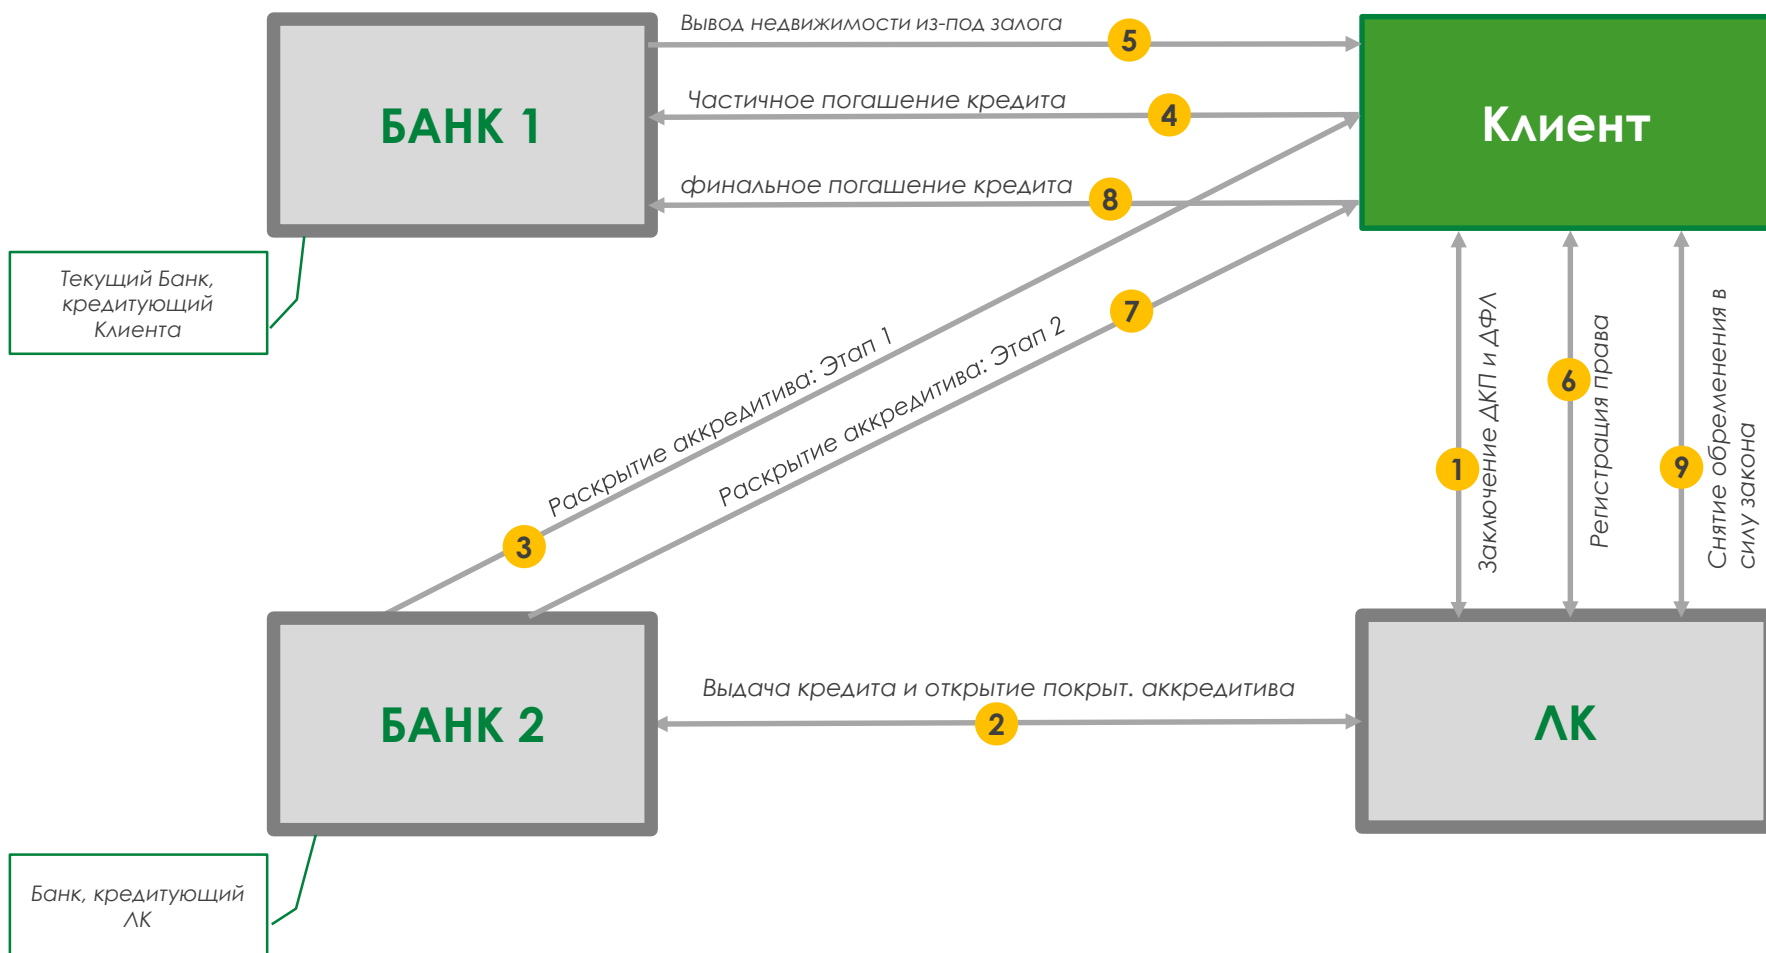 Вывод недвижимости из-под залога
5
БАНК 1
Частичное погашение кредита
4
Клиент
финальное погашение кредита
8
Текущий Банк,
кредитующий
Клиента
Раскрытие аккредитива: Этап 1
3
Раскрытие аккредитива: Этап 2
7
1
Заключение ДКП и ДФЛ
6
Регистрация права
9
Снятие обременения в
силу закона
БАНК 2
Выдача кредита и открытие покрыт. аккредитива
2
ЛК
Банк, кредитующий
ЛК